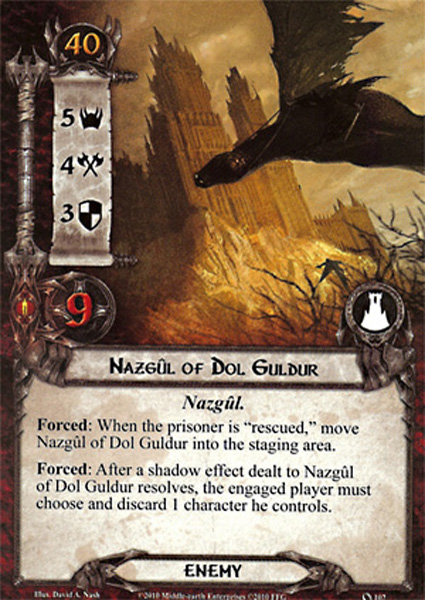 40
5
4
3
9
NAZGÛL OF DOL GULDUR
Nazgûl.
Forced: When the prisoner is “rescued,” move
Nazgûl of Dol Guldur into the staging area.
Forced: After a shadow effect dealt to Nazgûl
of Dol Guldur resolves, the engaged player must
choose and discard 1 character he controls.
ENEMY
Illus. David A. Nash ©2010 Middle-earth Enterprises ©2010 FFG 102